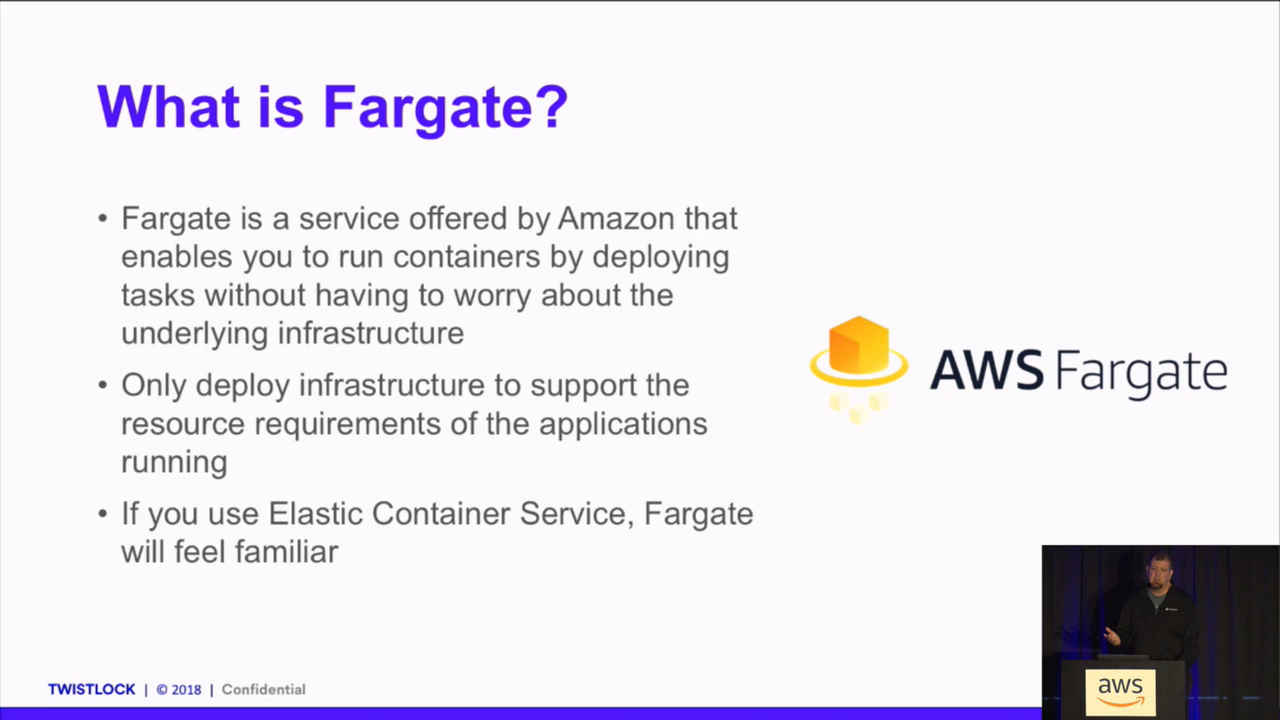 What is Fargate?
• Fargate is a service offered by Amazon that
enables you to run containers by deploying
tasks without having to worry about the
underlying infrastructure
• Only deploy infrastructure to support the
resource requirements of the applications
running
• If you use Elastic Container Service, Fargate
will feel familiar
AWS Fargate
TWISTLOCK | © 2018 | Confidential
aws